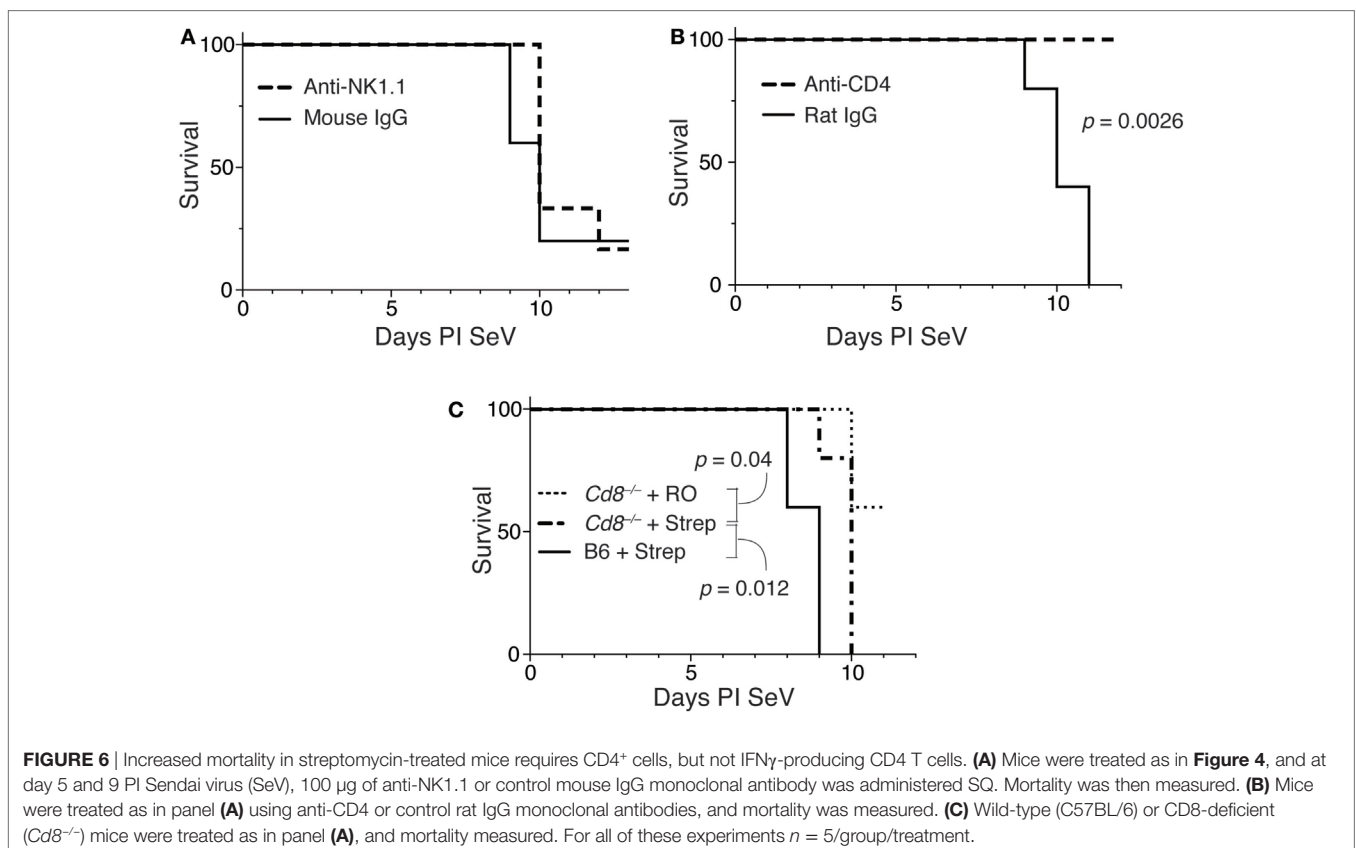 A
100
50
0
Survival
Anti-NK1.1
Mouse IgG
0 5 10
Days PI SeV
B
100
50
0
Survival
Anti-CD4
Rat IgG
p = 0.0026
0 5 10
Days PI SeV
C
100
50
0
Survival
p = 0.04
Cd8⁻/⁻ + RO
Cd8⁻/⁻ + Strep
B6 + Strep
p = 0.012
0 5 10
Days PI SeV
FIGURE 6 | Increased mortality in streptomycin-treated mice requires CD4⁺ cells, but not IFNγ-producing CD4 T cells. (A) Mice were treated as in Figure 4, and at
day 5 and 9 PI Sendai virus (SeV), 100 µg of anti-NK1.1 or control mouse IgG monoclonal antibody was administered SQ. Mortality was then measured. (B) Mice
were treated as in panel (A) using anti-CD4 or control rat IgG monoclonal antibodies, and mortality was measured. (C) Wild-type (C57BL/6) or CD8-deficient
(Cd8⁻/⁻) mice were treated as in panel (A), and mortality measured. For all of these experiments n = 5/group/treatment.